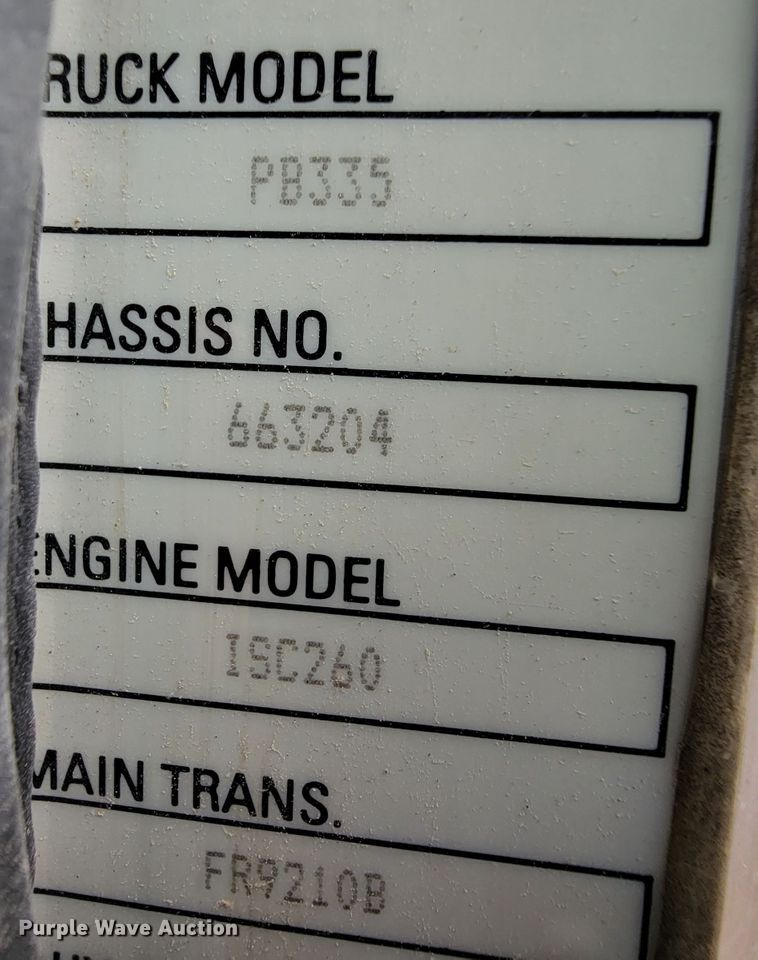 RUCK MODEL
PB335
HASSIS NO.
663204
ENGINE MODEL
ISC260
MAIN TRANS.
FR9210B
Purple Wave Auction